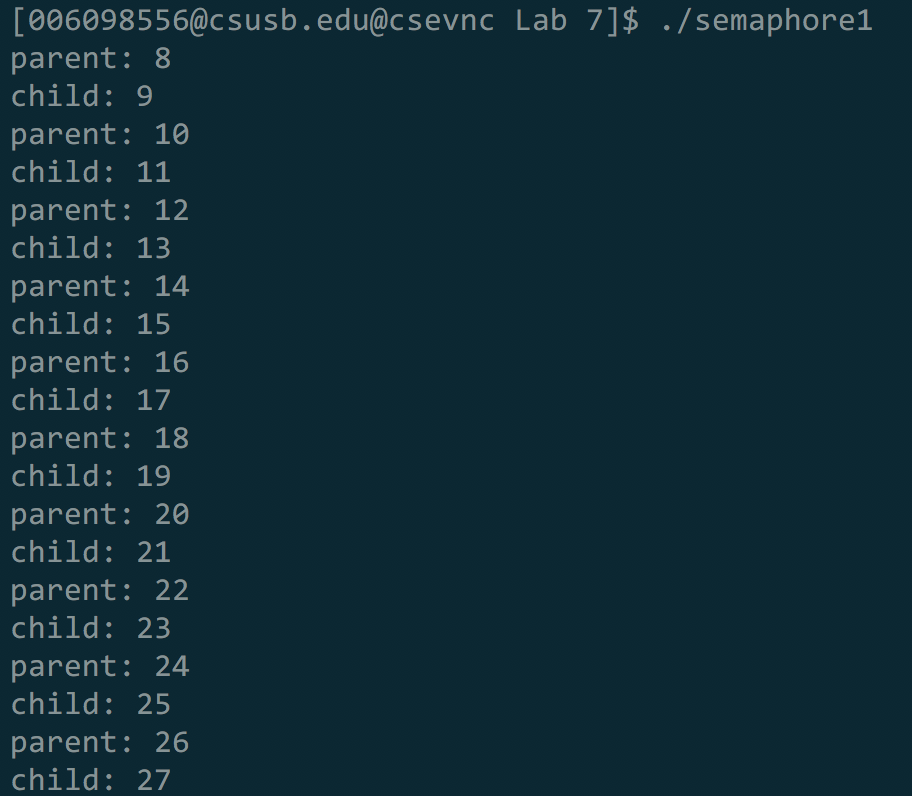 [006098556@csusb.edu@csevnc Lab 7]$ ./semaphore1
parent: 8
child: 9
parent: 10
child: 11
parent: 12
child: 13
parent: 14
child: 15
parent: 16
child: 17
parent: 18
child: 19
parent: 20
child: 21
parent: 22
child: 23
parent: 24
child: 25
parent: 26
child: 27